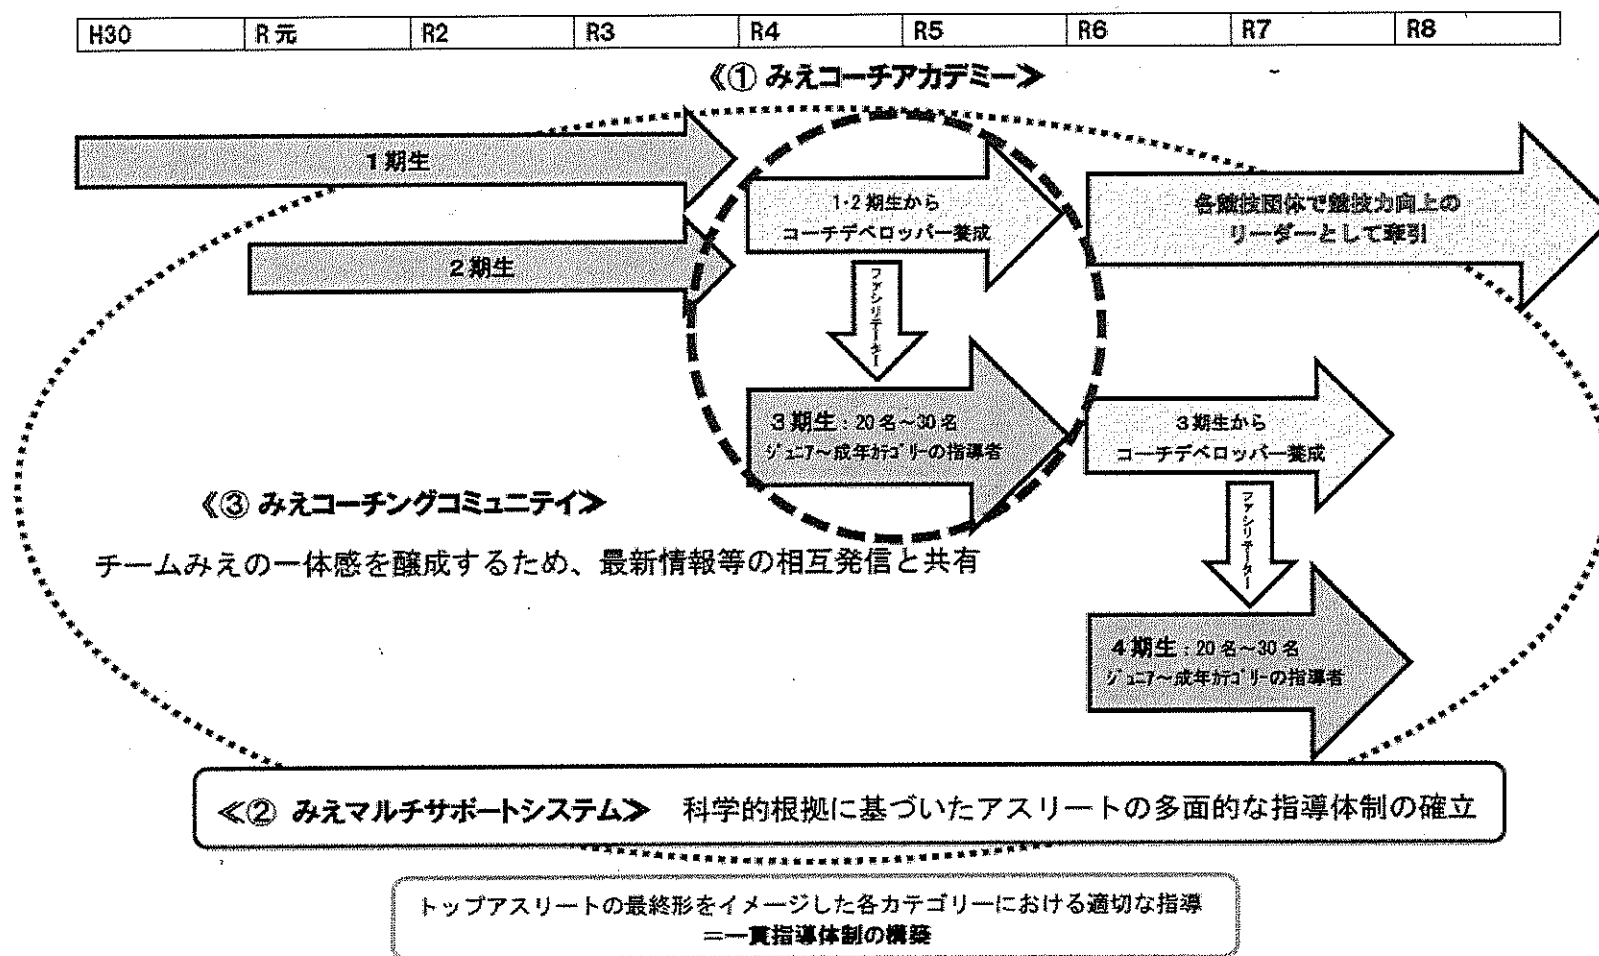 H30 R元 R2 R3 R4 R5 R6 R7 R8
≪① みえコーチアカデミー≫
1期生
2期生
1・2期生から
コーチデベロッパー養成
各競技団体で競技力向上の
リーダーとして牽引
ファシリテーター
3期生：20名～30名
ジュニア～成年カテゴリーの指導者
3期生から
コーチデベロッパー養成
≪③ みえコーチングコミュニテイ≫
チームみえの一体感を醸成するため、最新情報等の相互発信と共有
ファシリテーター
4期生：20名～30名
ジュニア～成年カテゴリーの指導者
≪② みえマルチサポートシステム≫ 科学的根拠に基づいたアスリートの多面的な指導体制の確立
トップアスリートの最終形をイメージした各カテゴリーにおける適切な指導
＝一貫指導体制の構築